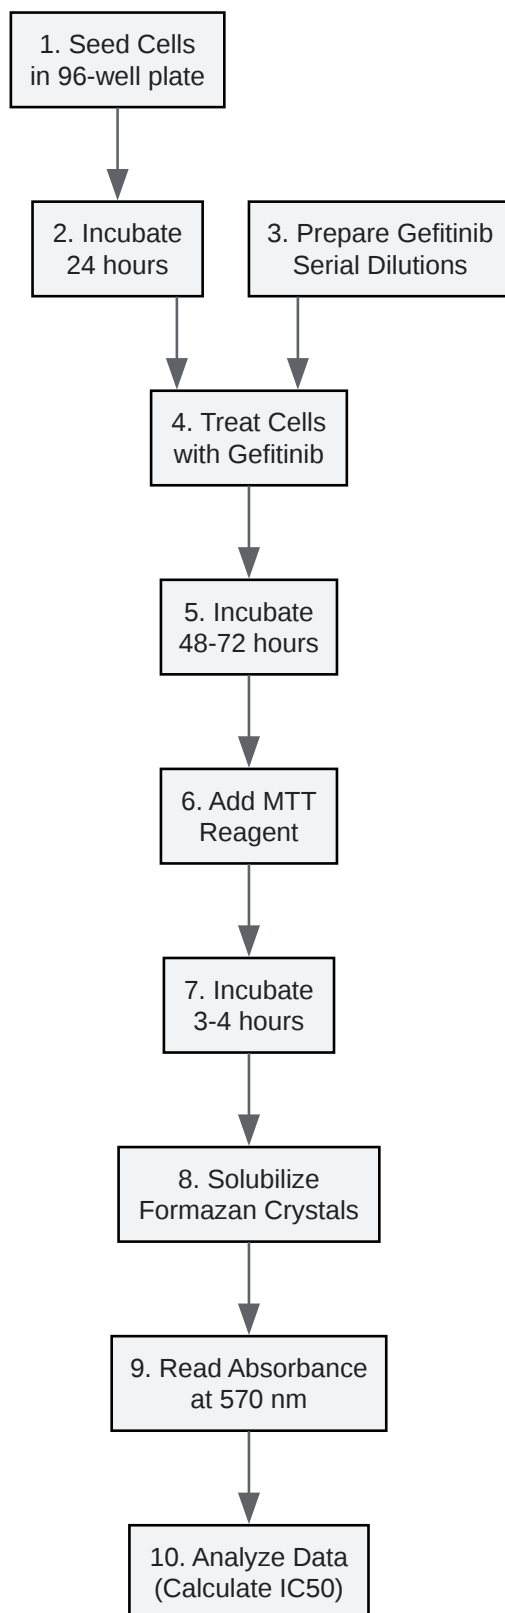 1. Seed Cells
in 96-well plate
2. Incubate
24 hours
3. Prepare Gefitinib
Serial Dilutions
4. Treat Cells
with Gefitinib
5. Incubate
48-72 hours
6. Add MTT
Reagent
7. Incubate
3-4 hours
8. Solubilize
Formazan Crystals
9. Read Absorbance
at 570 nm
10. Analyze Data
(Calculate IC50)